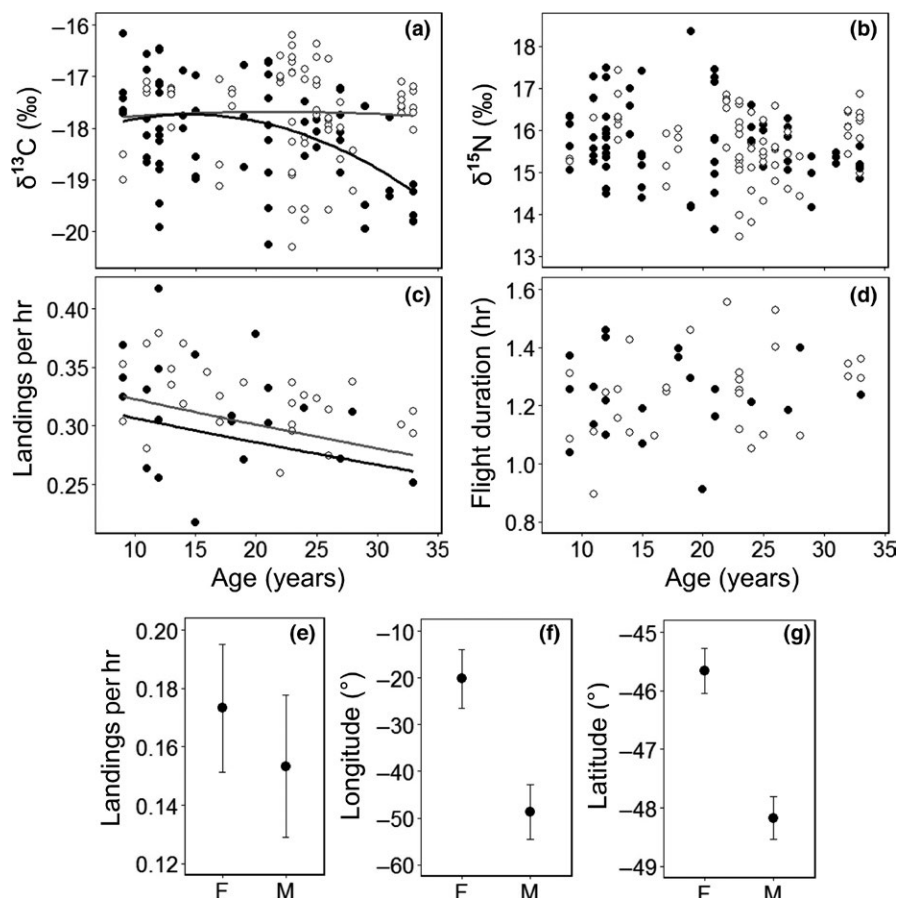 (a)
δ13C (‰)
−16
−17
−18
−19
−20
(b)
δ15N (‰)
18
17
16
15
14
13
(c)
Landings per hr
0.40
0.35
0.30
0.25
10 15 20 25 30 35
Age (years)
(d)
Flight duration (hr)
1.6
1.4
1.2
1.0
0.8
10 15 20 25 30 35
Age (years)
(e)
Landings per hr
0.20
0.18
0.16
0.14
0.12
F M
(f)
Longitude (°)
−10
−20
−30
−40
−50
−60
F M
(g)
Latitude (°)
−45
−46
−47
−48
−49
F M